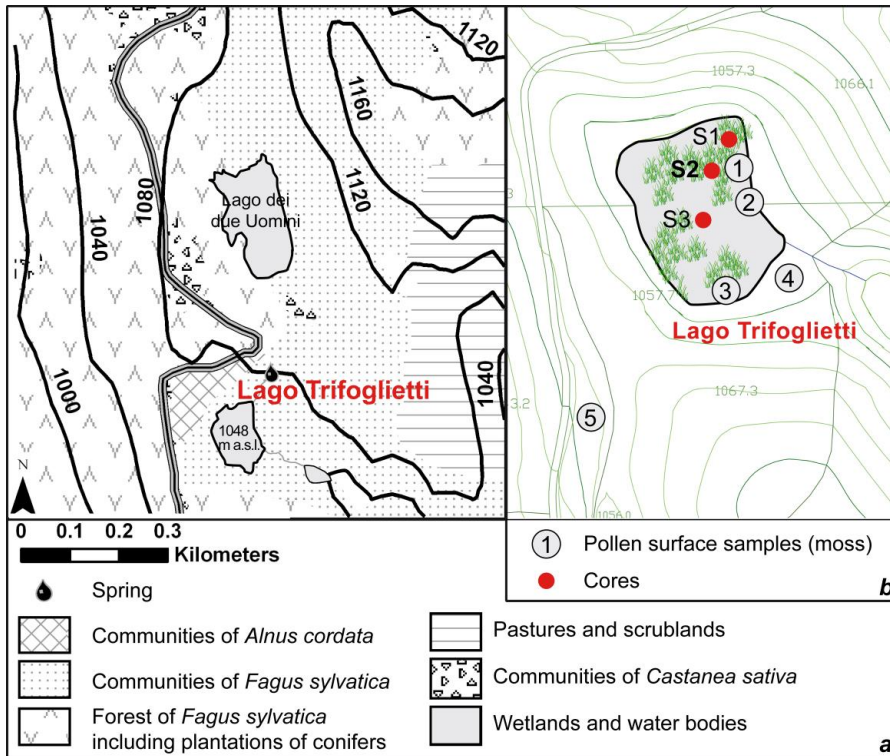 1120
1160
1120
1080
1040
1000
1040
Lago dei
due Uomini
Lago Trifoglietti
1048
m a.s.l.
N
1057.3
1066.1
S1
S2
1
2
S3
3
4
1057.7
Lago Trifoglietti
1067.3
5
3.2
1056.0
0 0.1 0.2 0.3
Kilometers
Spring
Communities of Alnus cordata
Communities of Fagus sylvatica
Forest of Fagus sylvatica
including plantations of conifers
1 Pollen surface samples (moss)
Cores
b
Pastures and scrublands
Communities of Castanea sativa
Wetlands and water bodies
a